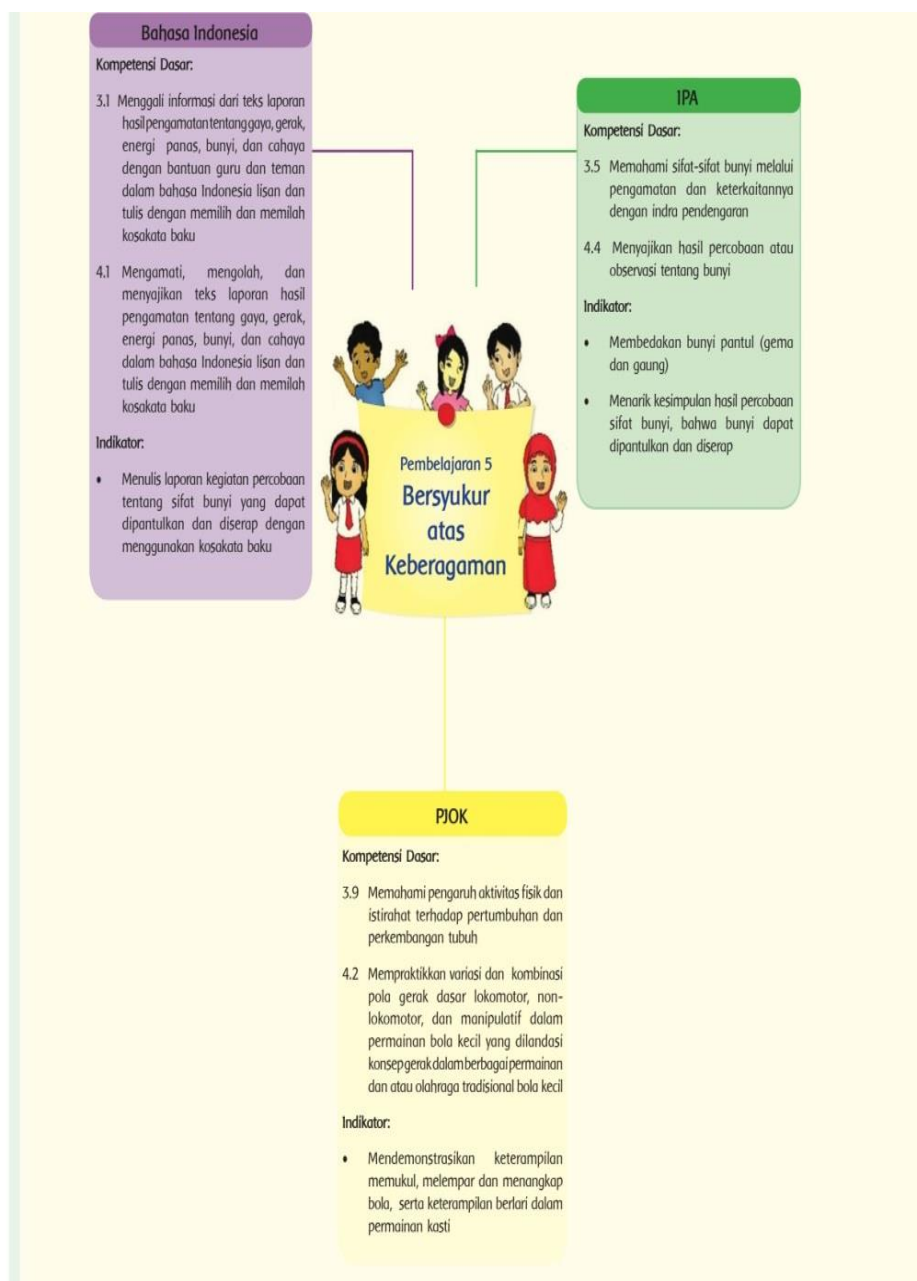 Bahasa Indonesia
Kompetensi Dasar:
3.1 Menggali informasi dari teks laporan
hasil pengamatan tentang gaya, gerak,
energi panas, bunyi, dan cahaya
dengan bantuan guru dan teman
dalam bahasa Indonesia lisan dan
tulis dengan memilih dan memilah
kosakata baku
4.1 Mengamati, mengolah, dan
menyajikan teks laporan hasil
pengamatan tentang gaya, gerak,
energi panas, bunyi, dan cahaya
dalam bahasa Indonesia lisan dan
tulis dengan memilih dan memilah
kosakata baku
Indikator:
• Menulis laporan kegiatan percobaan
tentang sifat bunyi yang dapat
dipantulkan dan diserap dengan
menggunakan kosakata baku
IPA
Kompetensi Dasar:
3.5 Memahami sifat-sifat bunyi melalui
pengamatan dan keterkaitannya
dengan indra pendengaran
4.4 Menyajikan hasil percobaan atau
observasi tentang bunyi
Indikator:
• Membedakan bunyi pantul (gema
dan gaung)
• Menarik kesimpulan hasil percobaan
sifat bunyi, bahwa bunyi dapat
dipantulkan dan diserap
Pembelajaran 5
Bersyukur
atas
Keberagaman
PJOK
Kompetensi Dasar:
3.9 Memahami pengaruh aktivitas fisik dan
istirahat terhadap pertumbuhan dan
perkembangan tubuh
4.2 Mempraktikkan variasi dan kombinasi
pola gerak dasar lokomotor, non-
lokomotor, dan manipulatif dalam
permainan bola kecil yang dilandasi
konsep gerak dalam berbagai permainan
dan atau olahraga tradisional bola kecil
Indikator:
• Mendemonstrasikan keterampilan
memukul, melempar dan menangkap
bola, serta keterampilan berlari dalam
permainan kasti